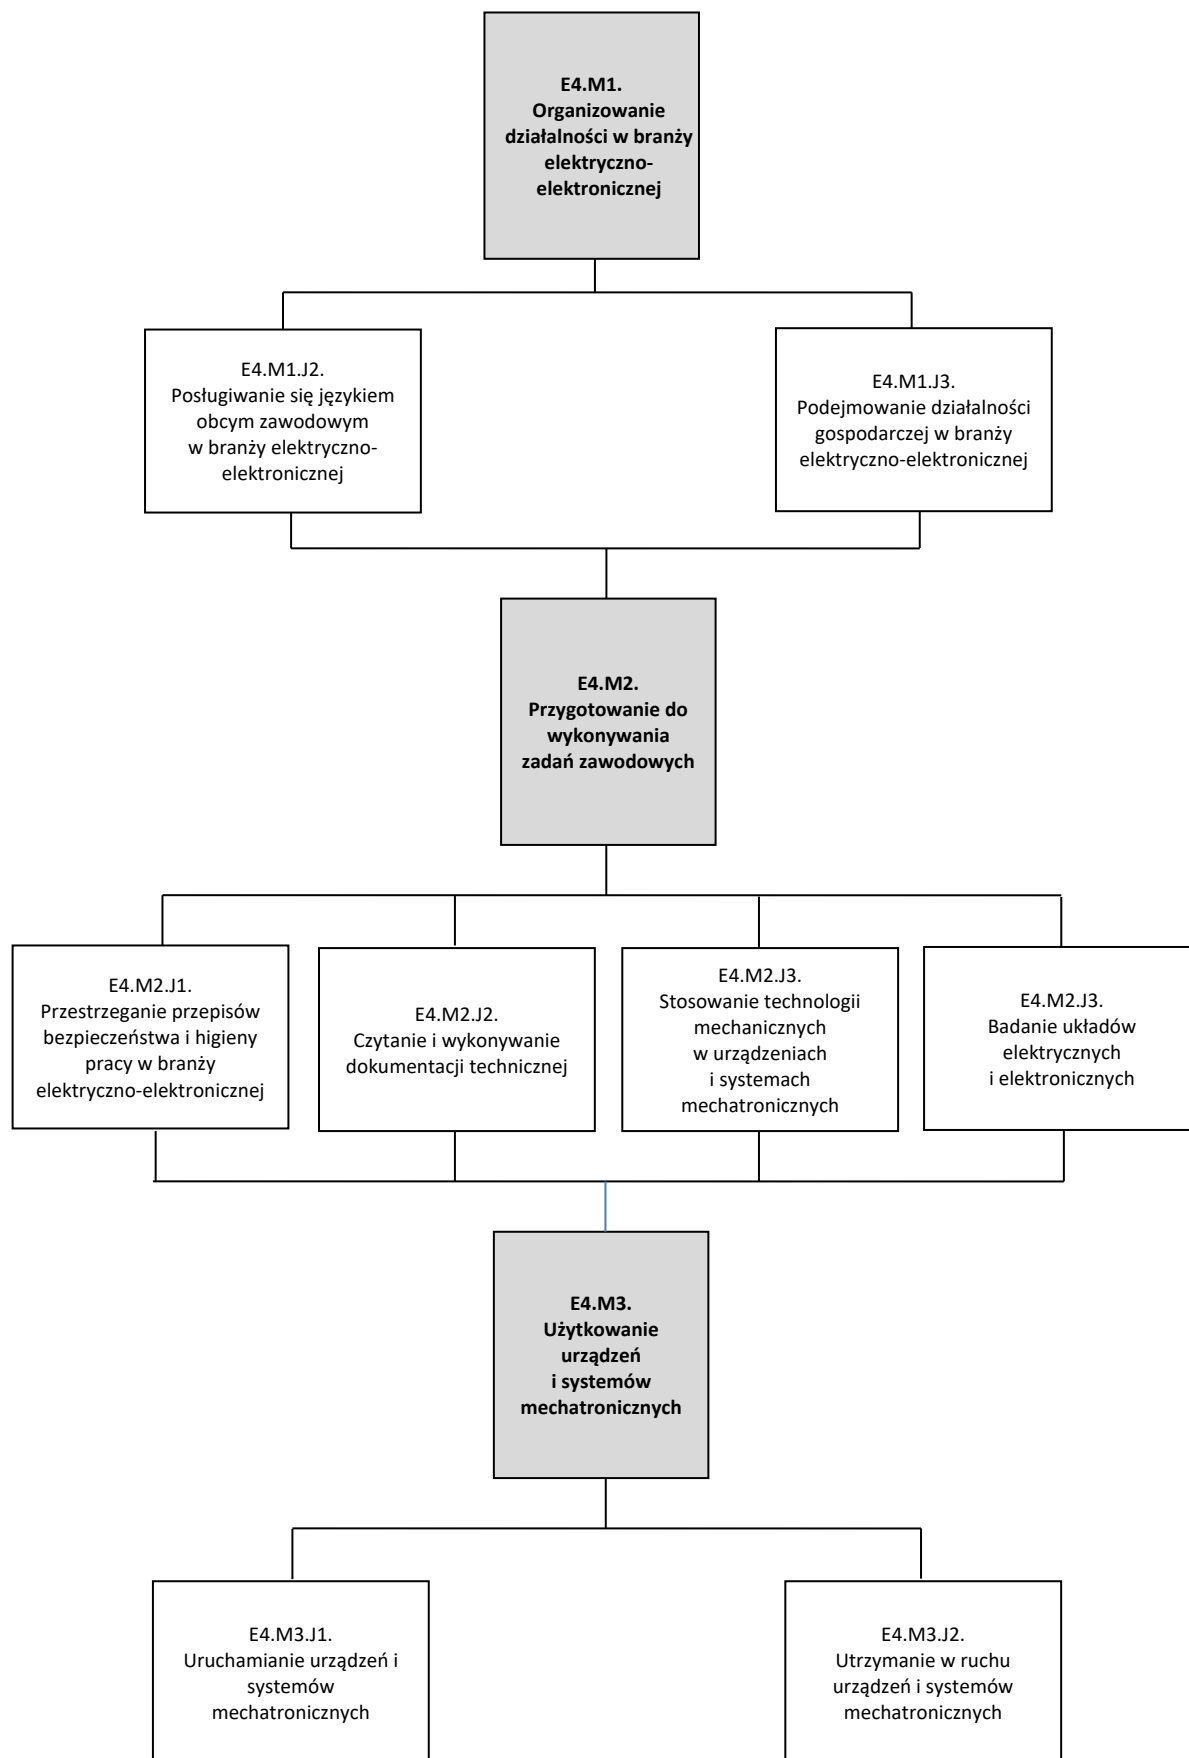 E4.M1.
Organizowanie
działalności w branży
elektryczno-
elektronicznej
E4.M1.J2.
Posługiwanie się językiem
obcym zawodowym
w branży elektryczno-
elektronicznej
E4.M1.J3.
Podejmowanie działalności
gospodarczej w branży
elektryczno-elektronicznej
E4.M2.
Przygotowanie do
wykonywania
zadań zawodowych
E4.M2.J1.
Przestrzeganie przepisów
bezpieczeństwa i higieny
pracy w branży
elektryczno-elektronicznej
E4.M2.J2.
Czytanie i wykonywanie
dokumentacji technicznej
E4.M2.J3.
Stosowanie technologii
mechanicznych
w urządzeniach
i systemach
mechatronicznych
E4.M2.J3.
Badanie układów
elektrycznych
i elektronicznych
E4.M3.
Użytkowanie
urządzeń
i systemów
mechatronicznych
E4.M3.J1.
Uruchamianie urządzeń i
systemów
mechatronicznych
E4.M3.J2.
Utrzymanie w ruchu
urządzeń i systemów
mechatronicznych